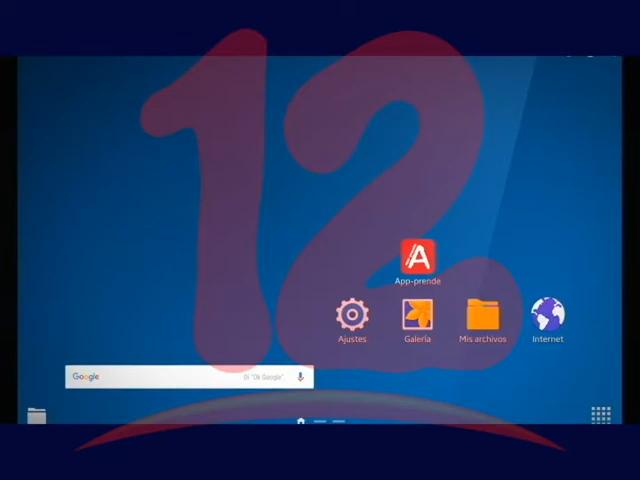 12
A
App-prende
Ajustes
Galería
Mis archivos
Internet
Google
Di "Ok Google"